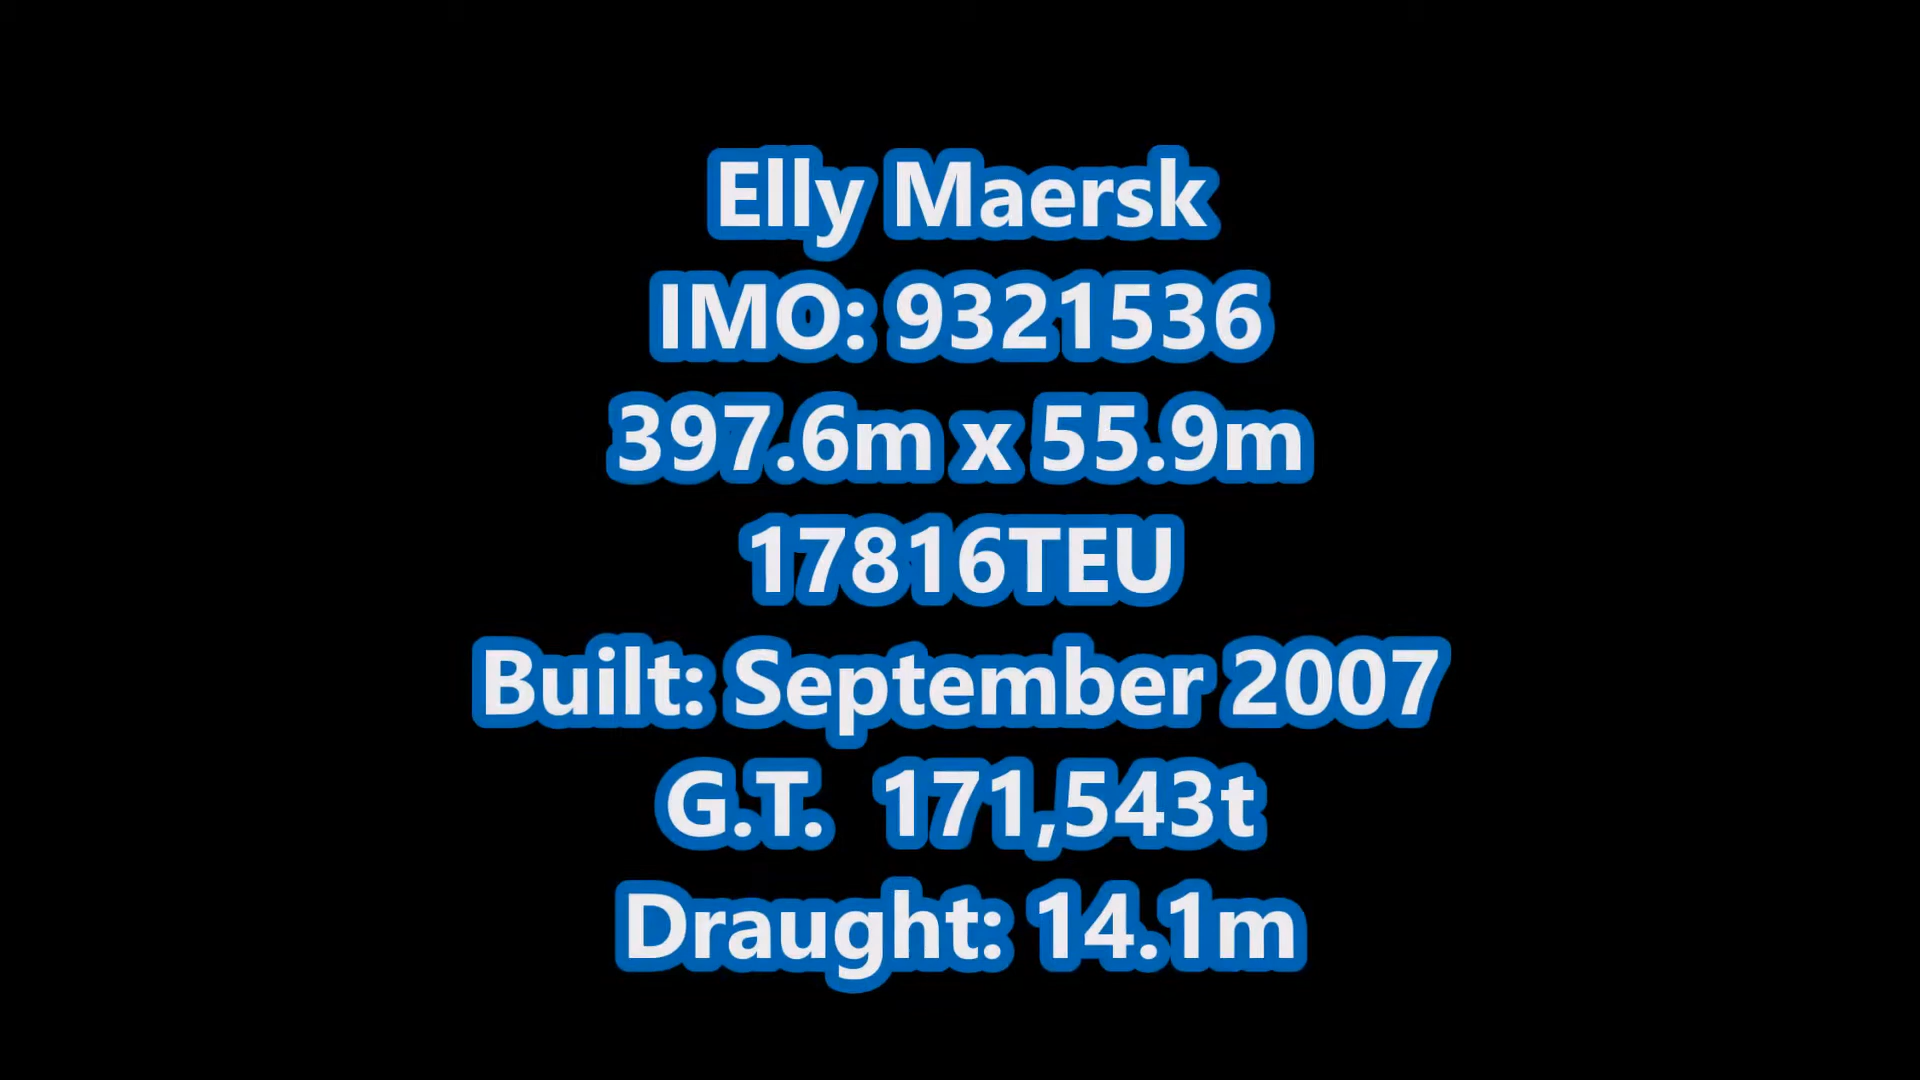 Elly Maersk
IMO: 9321536
397.6m x 55.9m
17816TEU
Built: September 2007
G.T.  171,543t
Draught: 14.1m